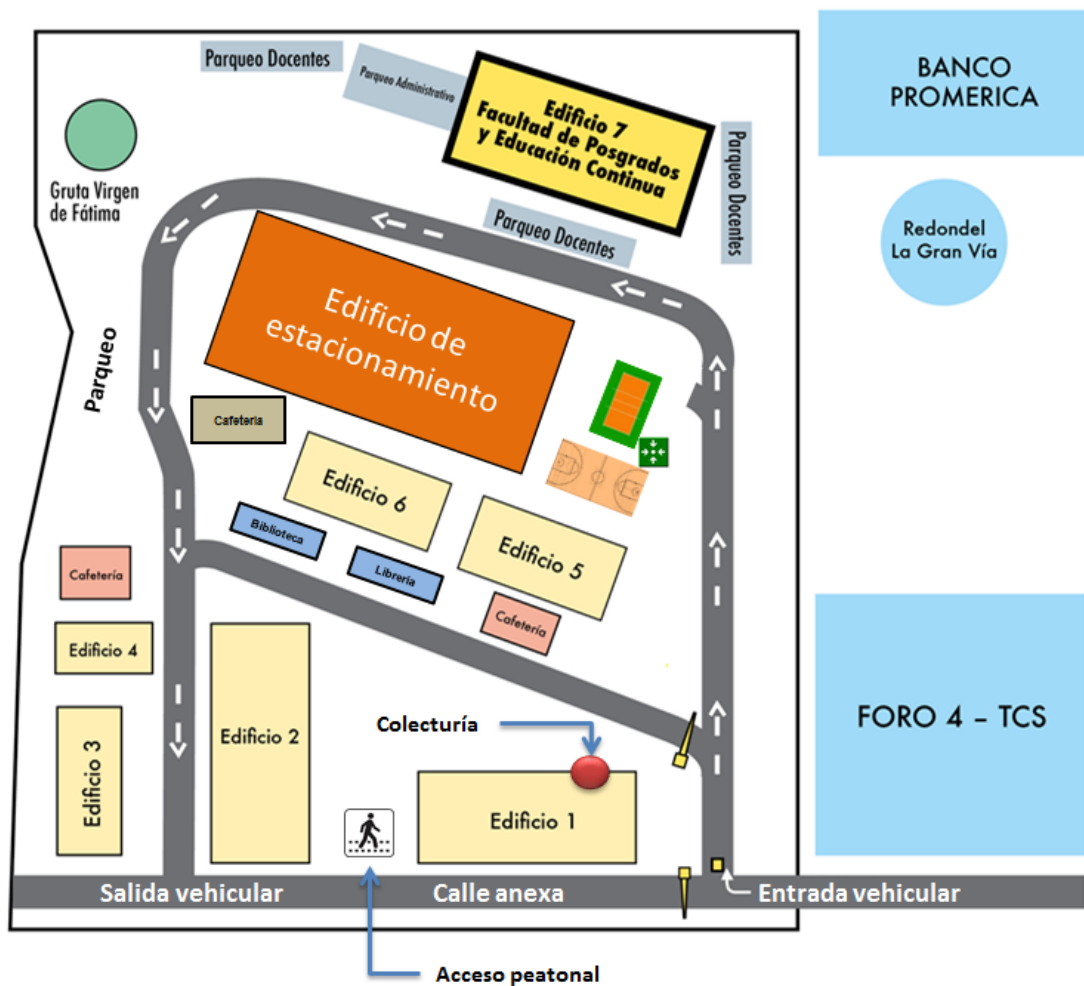 Parqueo Docentes
Parqueo Administrativo
Edificio 7
Facultad de Posgrados
y Educación Continua
Parqueo Docentes
Parqueo Docentes
BANCO
PROMERICA
Gruta Virgen
de Fátima
Redondel
La Gran Vía
Parqueo
Edificio de
estacionamiento
Cafeteria
Edificio 6
Biblioteca
Librería
Edificio 5
Cafetería
Cafetería
Edificio 4
Edificio 3
Edificio 2
Colecturía
Edificio 1
FORO 4 – TCS
Salida vehicular
Calle anexa
Entrada vehicular
Acceso peatonal